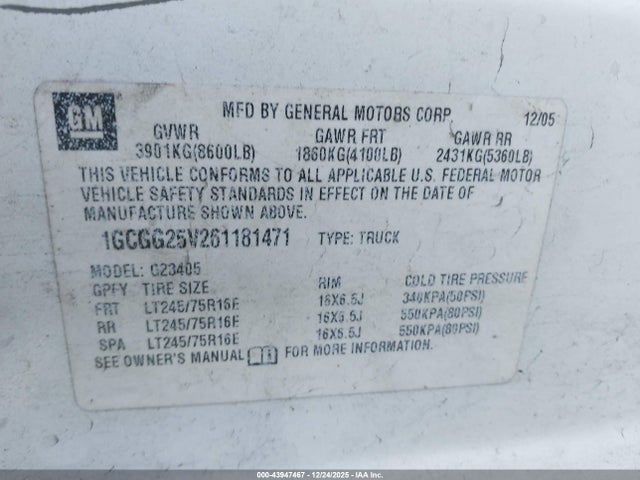 GM
MFD BY GENERAL MOTORS CORP. 12/05
GVWR GAWR FRT GAWR RR
3901KG(8600LB) 1860KG(4100LB) 2431KG(5360LB)
THIS VEHICLE CONFORMS TO ALL APPLICABLE U.S. FEDERAL MOTOR
VEHICLE SAFETY STANDARDS IN EFFECT ON THE DATE OF
MANUFACTURE SHOWN ABOVE.
1GCGG25V261181471 TYPE: TRUCK
MODEL: G23405
GPFY TIRE SIZE RIM COLD TIRE PRESSURE
FRT LT245/75R16E 16X6.5J 340KPA(50PSI)
RR LT245/75R16E 16X6.5J 550KPA(80PSI)
SPA LT245/75R16E 16X6.5J 550KPA(80PSI)
SEE OWNER'S MANUAL FOR MORE INFORMATION.
000-43947467 - 12/24/2025 - IAA Inc.